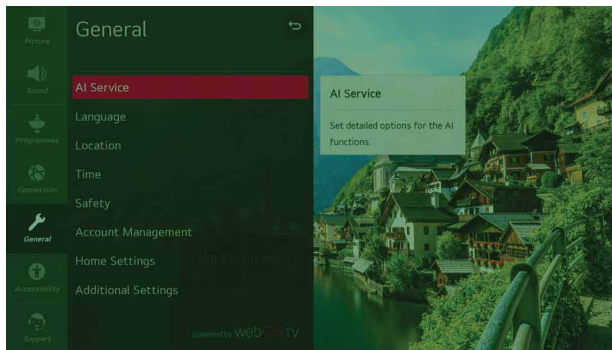 General
Picture
Sound
Programmes
Connection
General
Accessibility
Support
AI Service
Language
Location
Time
Safety
Account Management
Home Settings
Additional Settings
powered by webOS TV
AI Service
Set detailed options for the AI
functions.